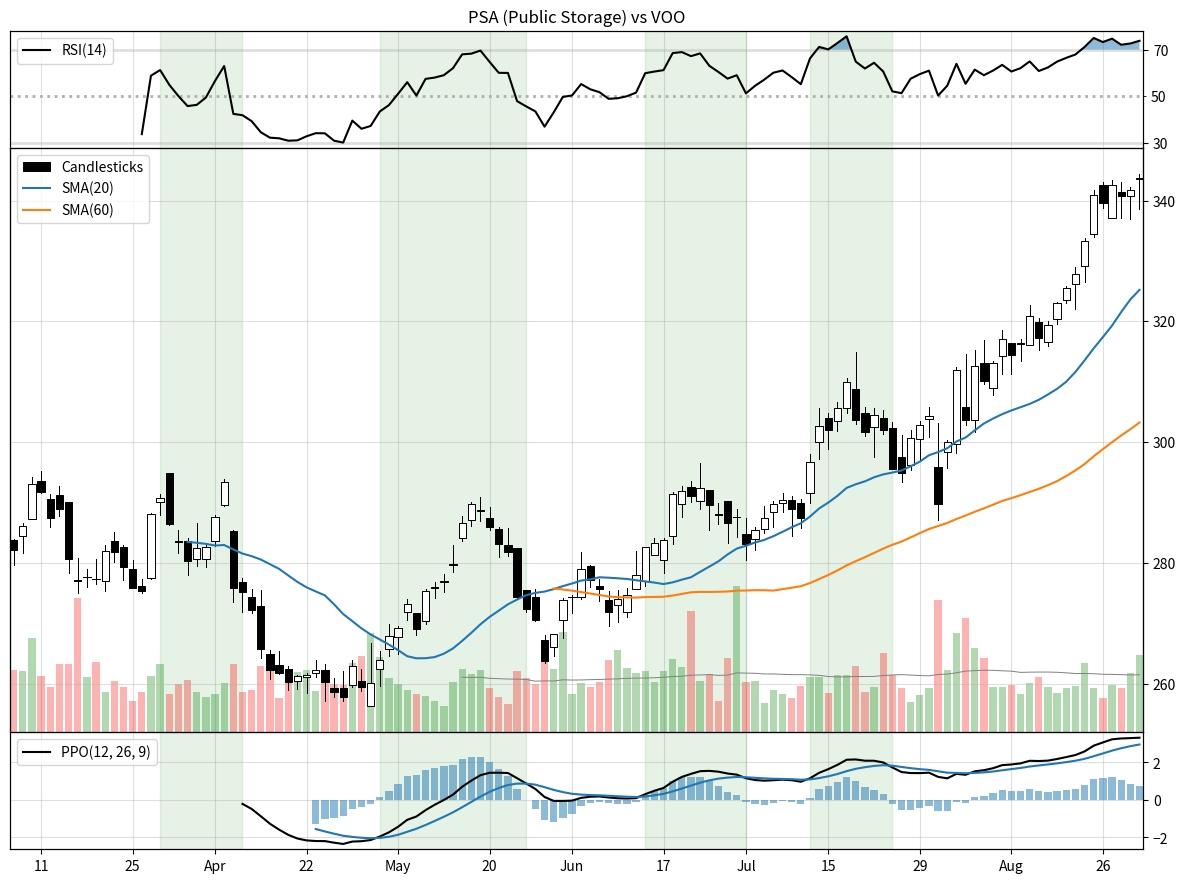 PSA (Public Storage) vs VOO
RSI(14)
70
50
30
Candlesticks
SMA(20)
SMA(60)
340
320
300
280
260
PPO(12, 26, 9)
2
0
−2
11 25 Apr 22 May 20 Jun 17 Jul 15 29 Aug 26